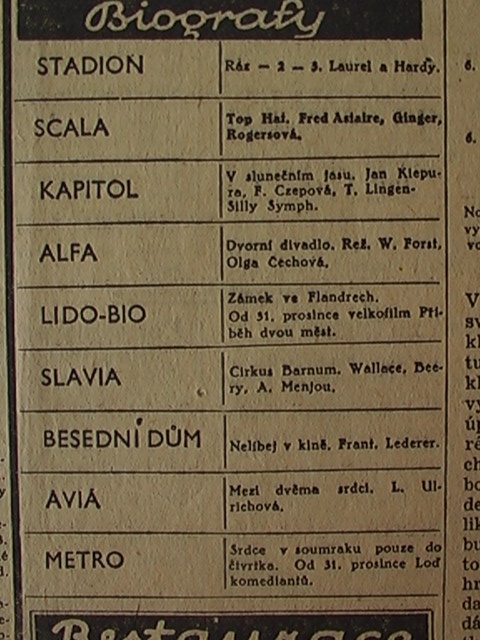 Biografy
STADION
Ráz — 2 — 3. Laurel a Hardy.
SCALA
Top Hat. Fred Astaire, Ginger,
Rogersová.
KAPITOL
V slunečním jasu. Jan Kiepu-
ra, F. Czepová, T. Lingen-
Silly Symph.
ALFA
Dvorní divadlo. Rež. W. Forst,
Olga Čechová.
LIDO-BIO
Zámek ve Flandrech.
Od 31. prosince velkofilm Pří-
běh dvou měst.
SLAVIA
Cirkus Barnum. Wallace, Bee-
ry, A. Menjou.
BESEDNÍ DŮM
Nelíbej v kině. Frant. Lederer.
AVIA
Mezi dvěma srdci. L. Ul-
richová.
METRO
Srdce v soumraku pouze do
čtvrtka. Od 31. prosince Loď
komediantů.